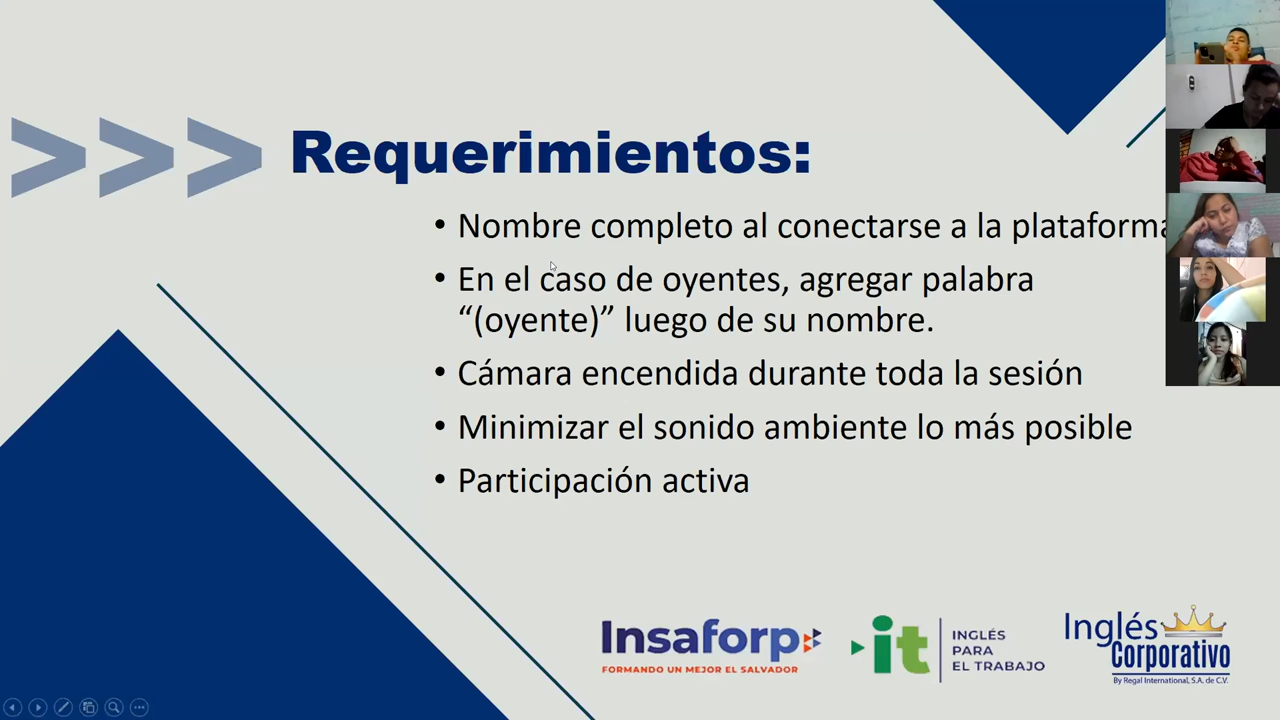 >>> Requerimientos:
• Nombre completo al conectarse a la plataforma
• En el caso de oyentes, agregar palabra
“(oyente)” luego de su nombre.
• Cámara encendida durante toda la sesión
• Minimizar el sonido ambiente lo más posible
• Participación activa
Insaforp
FORMANDO UN MEJOR EL SALVADOR
it
INGLÉS
PARA
EL TRABAJO
Inglés
Corporativo
By Regal International, S.A. de C.V.